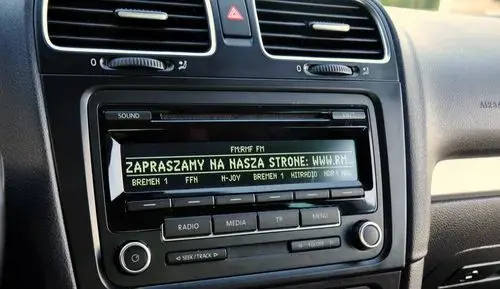 SOUND
FM:RMF FM
ZAPRASZAMY NA NASZA STRONE: WWW.RM…
BREMEN 1 FFN N-JOY BREMEN 1 HITRADIO NDR1
RADIO MEDIA TP MENU
SEEK / TRACK